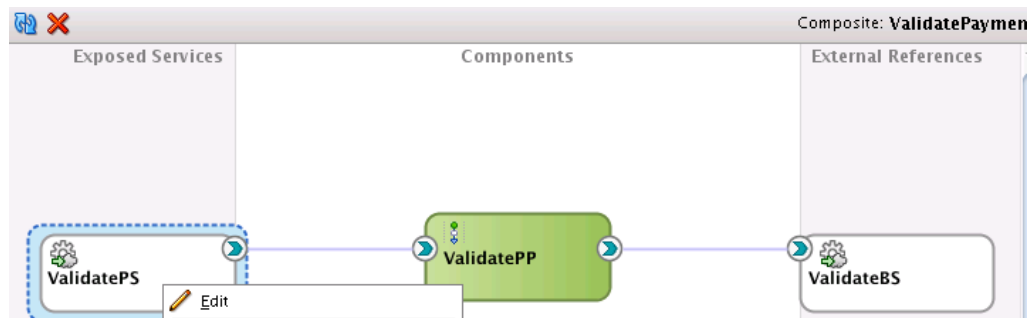 Composite: ValidatePaymen
Exposed Services
Components
External References
ValidatePS
ValidatePP
ValidateBS
Edit